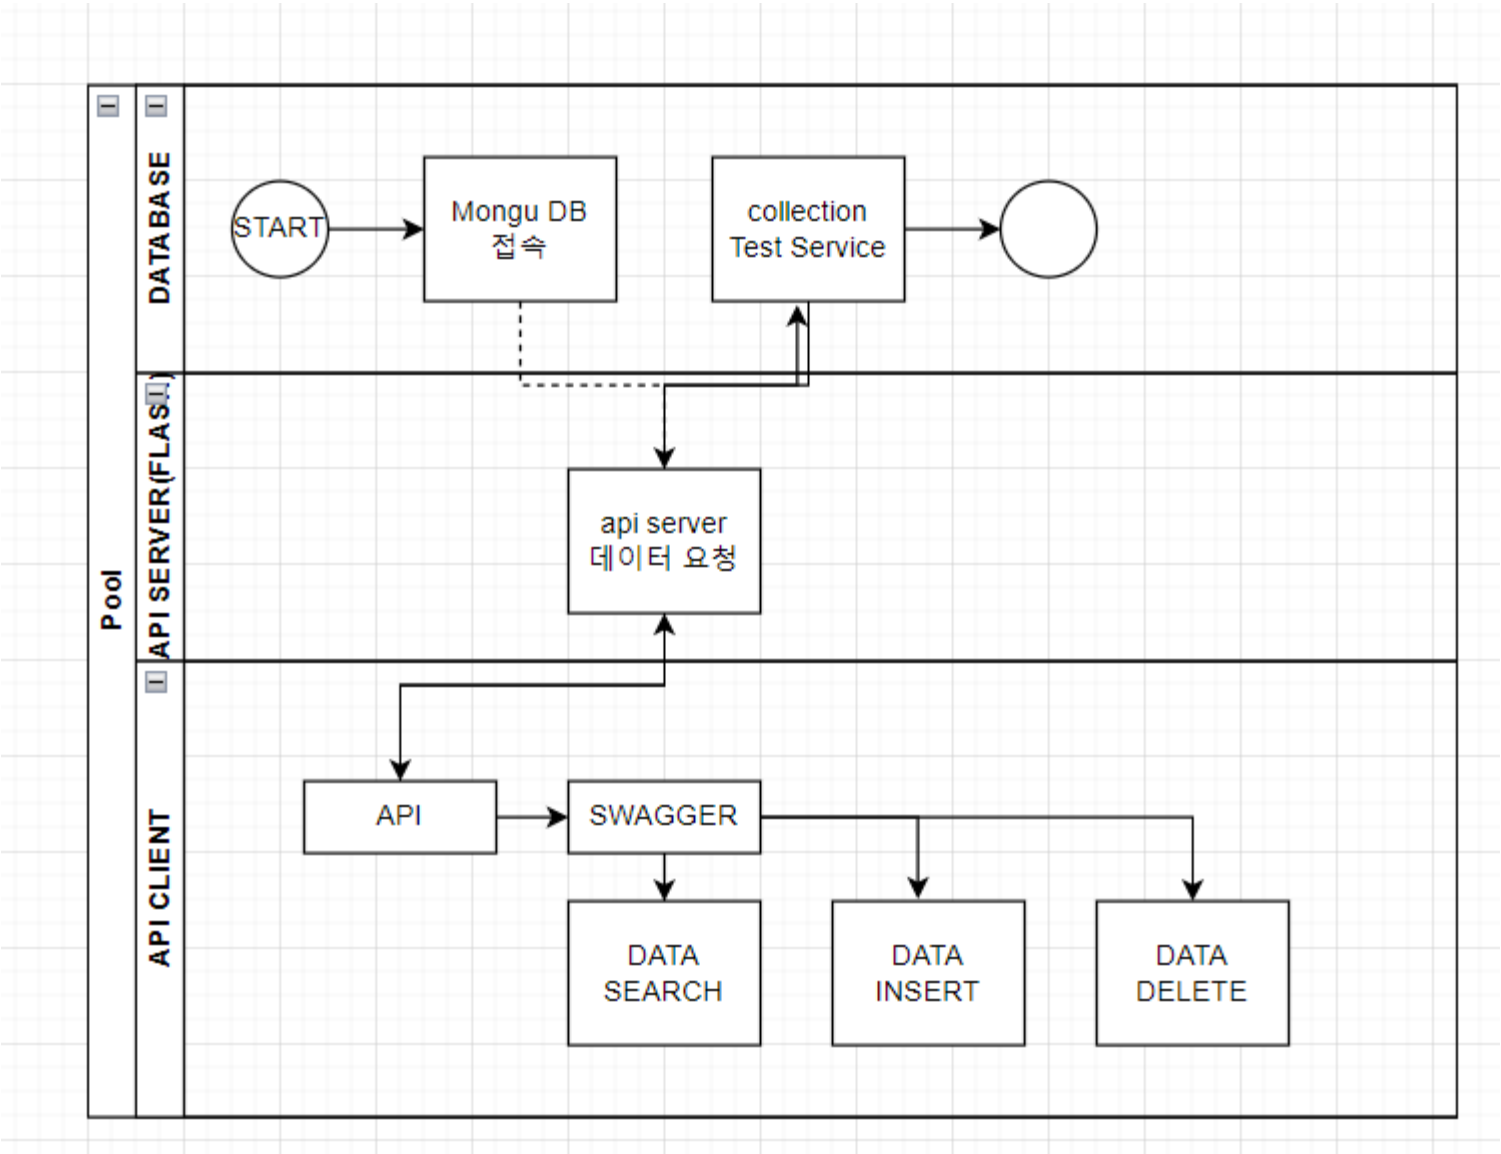 Pool
DATABASE
START
Mongu DB
접속
collection
Test Service
API SERVER(FLAS
api server
데이터 요청
API CLIENT
API
SWAGGER
DATA
SEARCH
DATA
INSERT
DATA
DELETE